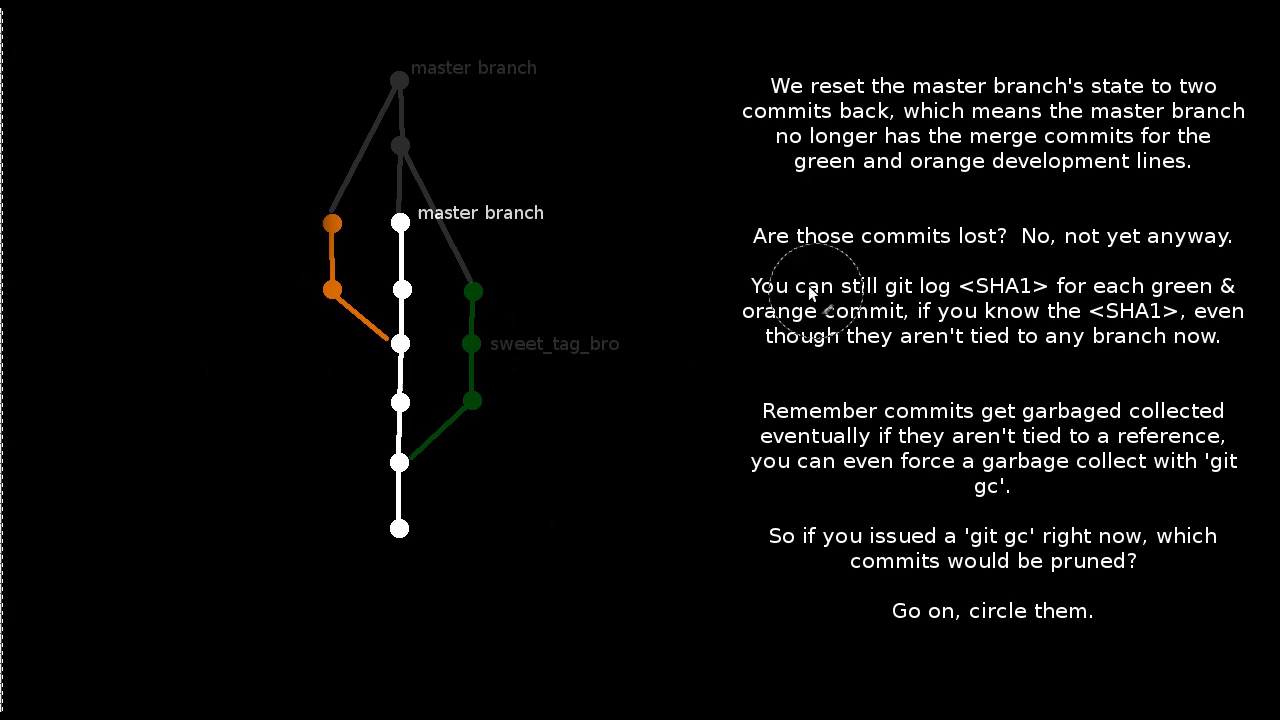 master branch
master branch
sweet_tag_bro
We reset the master branch's state to two
commits back, which means the master branch
no longer has the merge commits for the
green and orange development lines.
Are those commits lost?  No, not yet anyway.
You can still git log <SHA1> for each green &
orange commit, if you know the <SHA1>, even
though they aren't tied to any branch now.
Remember commits get garbaged collected
eventually if they aren't tied to a reference,
you can even force a garbage collect with 'git
gc'.
So if you issued a 'git gc' right now, which
commits would be pruned?
Go on, circle them.